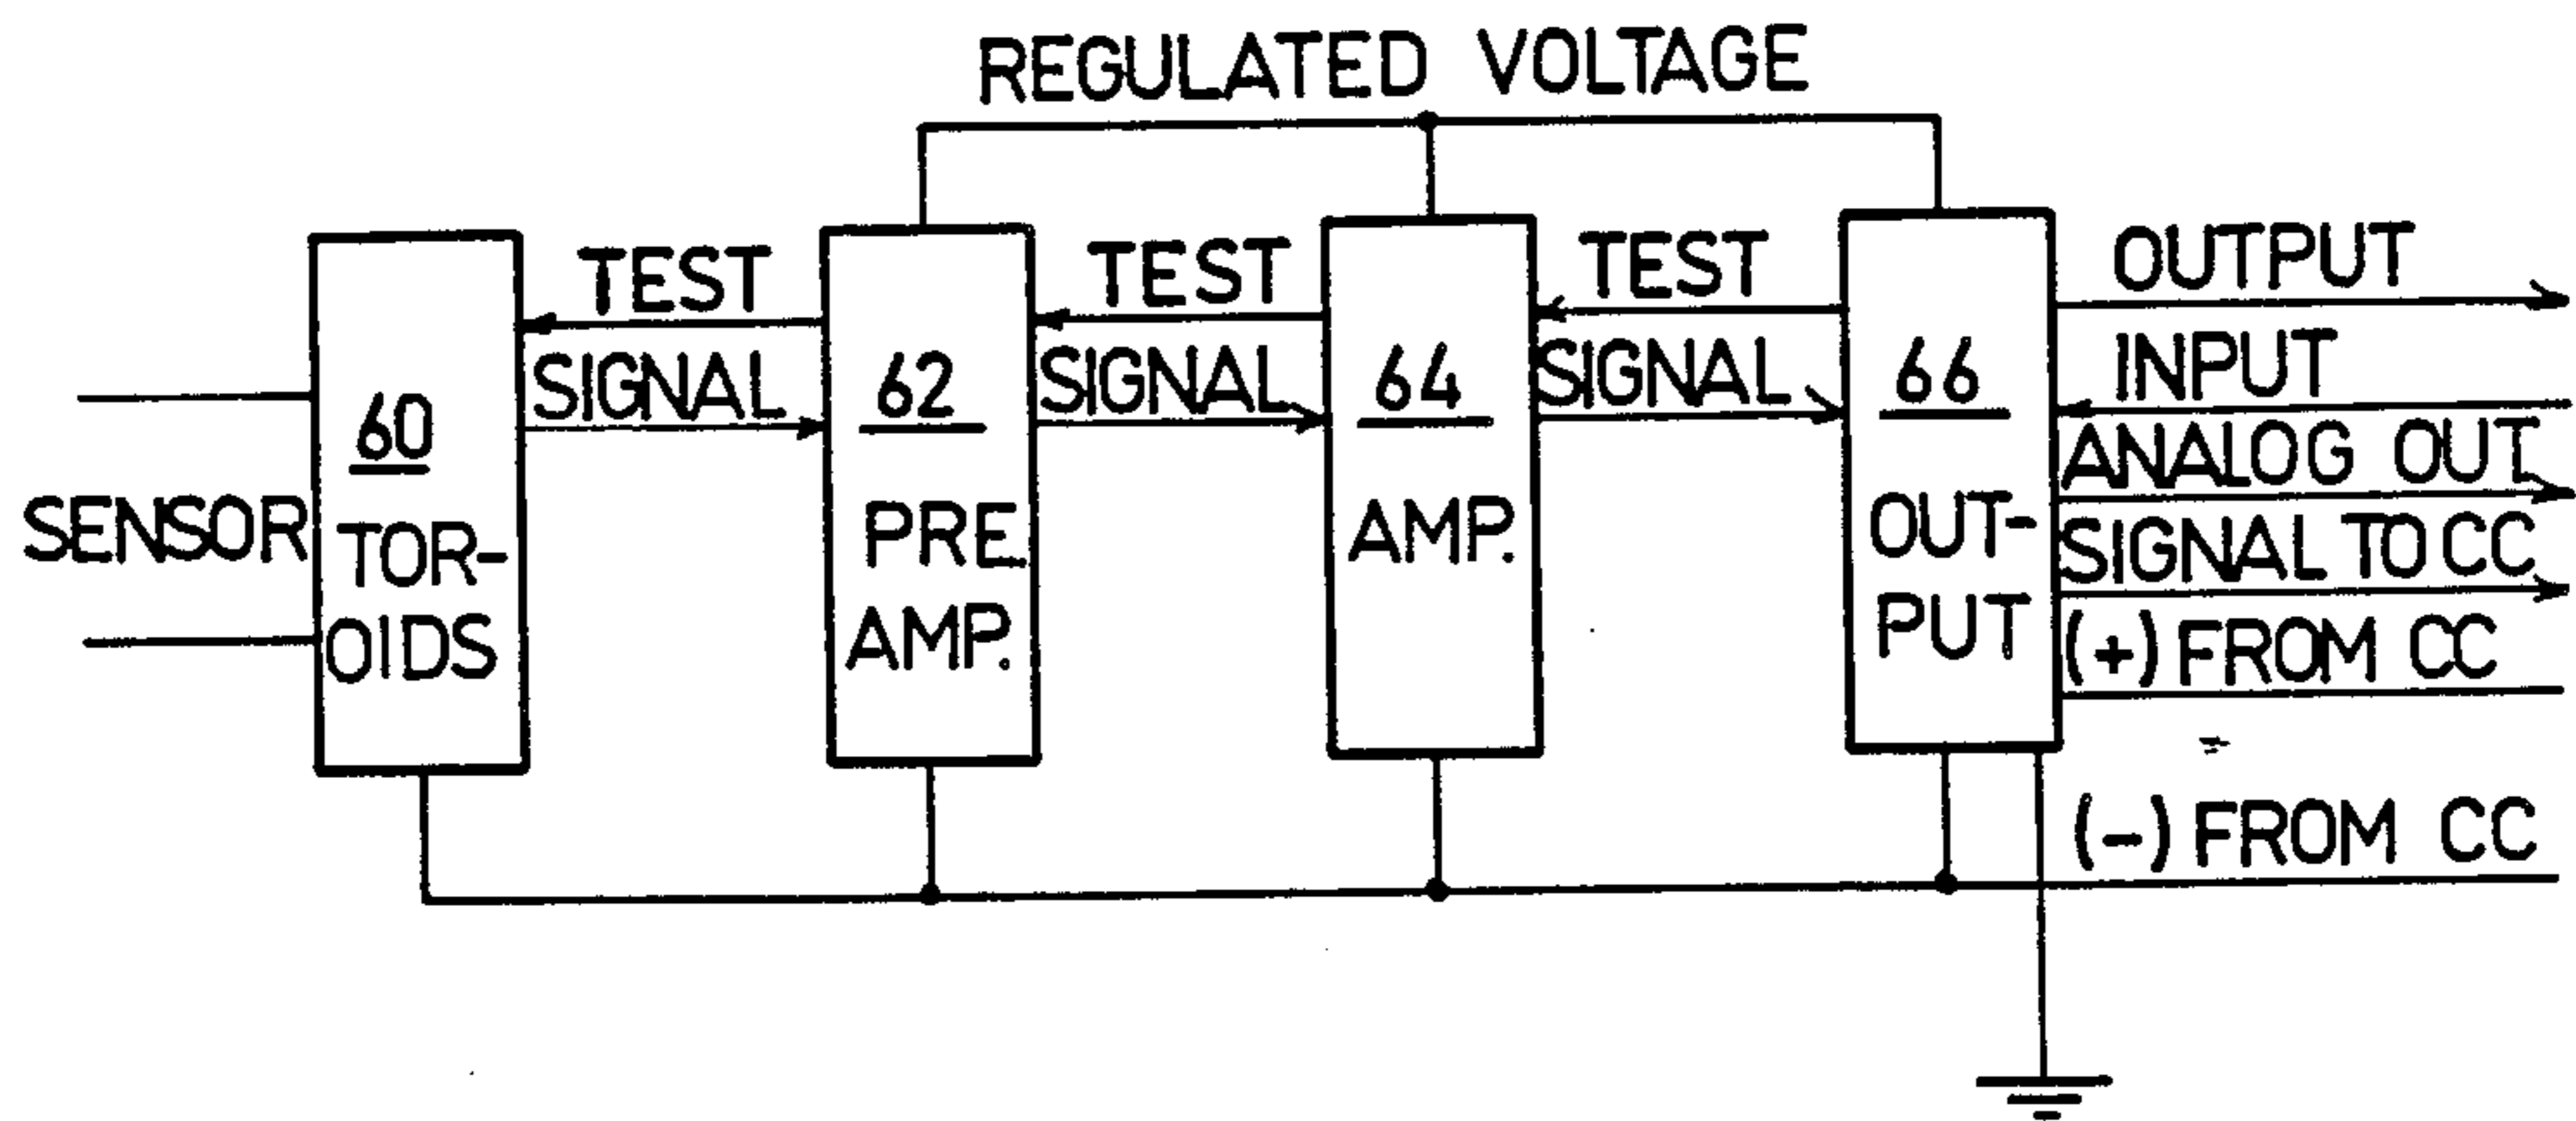 REGULATED VOLTAGE
SENSOR
60
TOR-
OIDS
TEST
SIGNAL
62
PRE
AMP.
TEST
SIGNAL
64
AMP.
TEST
SIGNAL
66
OUT-
PUT
OUTPUT
INPUT
ANALOG OUT
SIGNAL TO CC
(+) FROM CC
(-) FROM CC